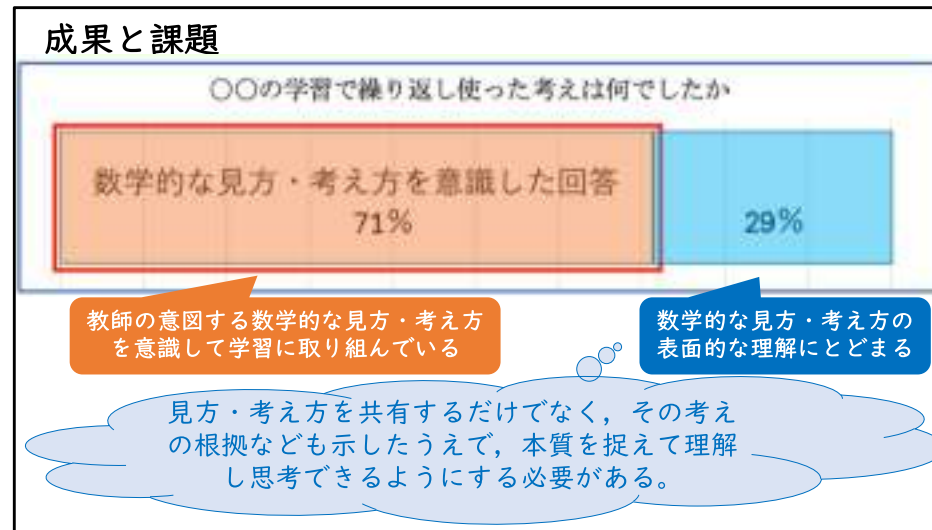 成果と課題
〇〇の学習で繰り返し使った考えは何でしたか
数学的な見方・考え方を意識した回答
71%
29%
教師の意図する数学的な見方・考え方
を意識して学習に取り組んでいる
数学的な見方・考え方の
表面的な理解にとどまる
見方・考え方を共有するだけでなく，その考え
の根拠なども示したうえで，本質を捉えて理解
し思考できるようにする必要がある。